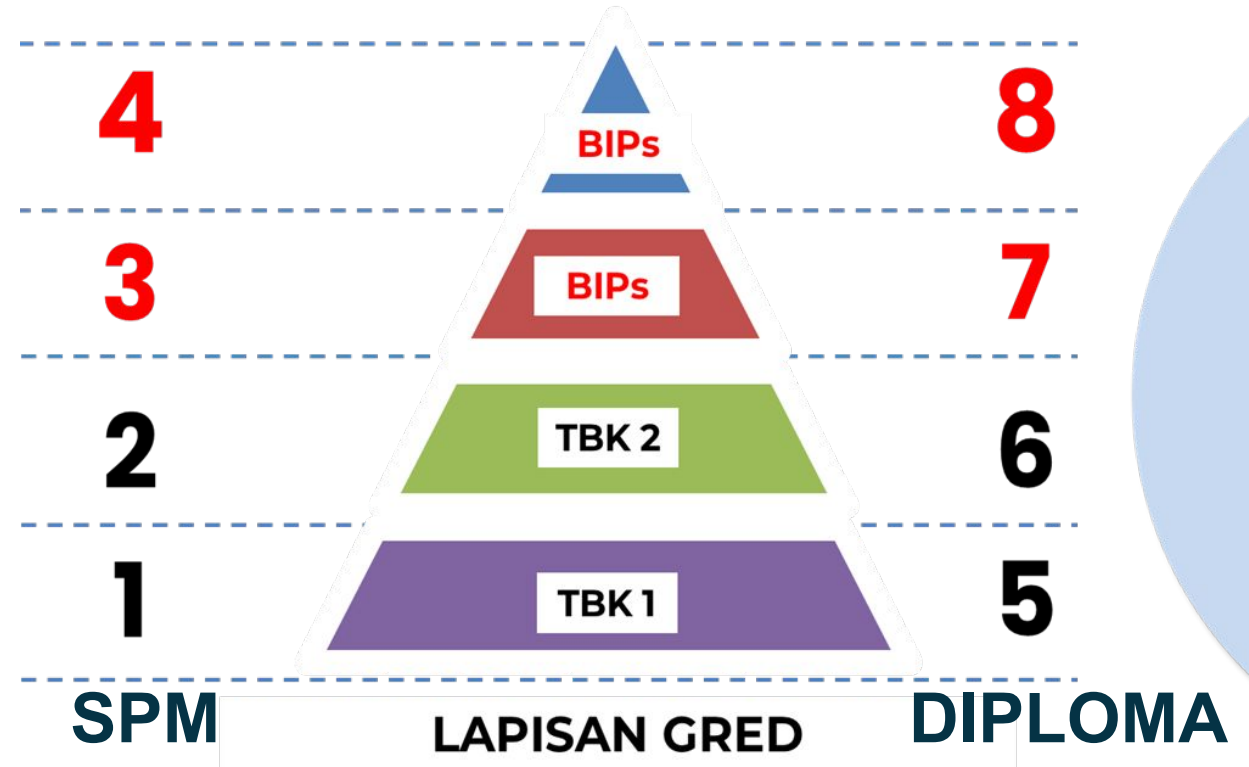 4 BIPs 8
3 BIPs 7
2 TBK 2 6
1 TBK 1 5
SPM LAPISAN GRED DIPLOMA